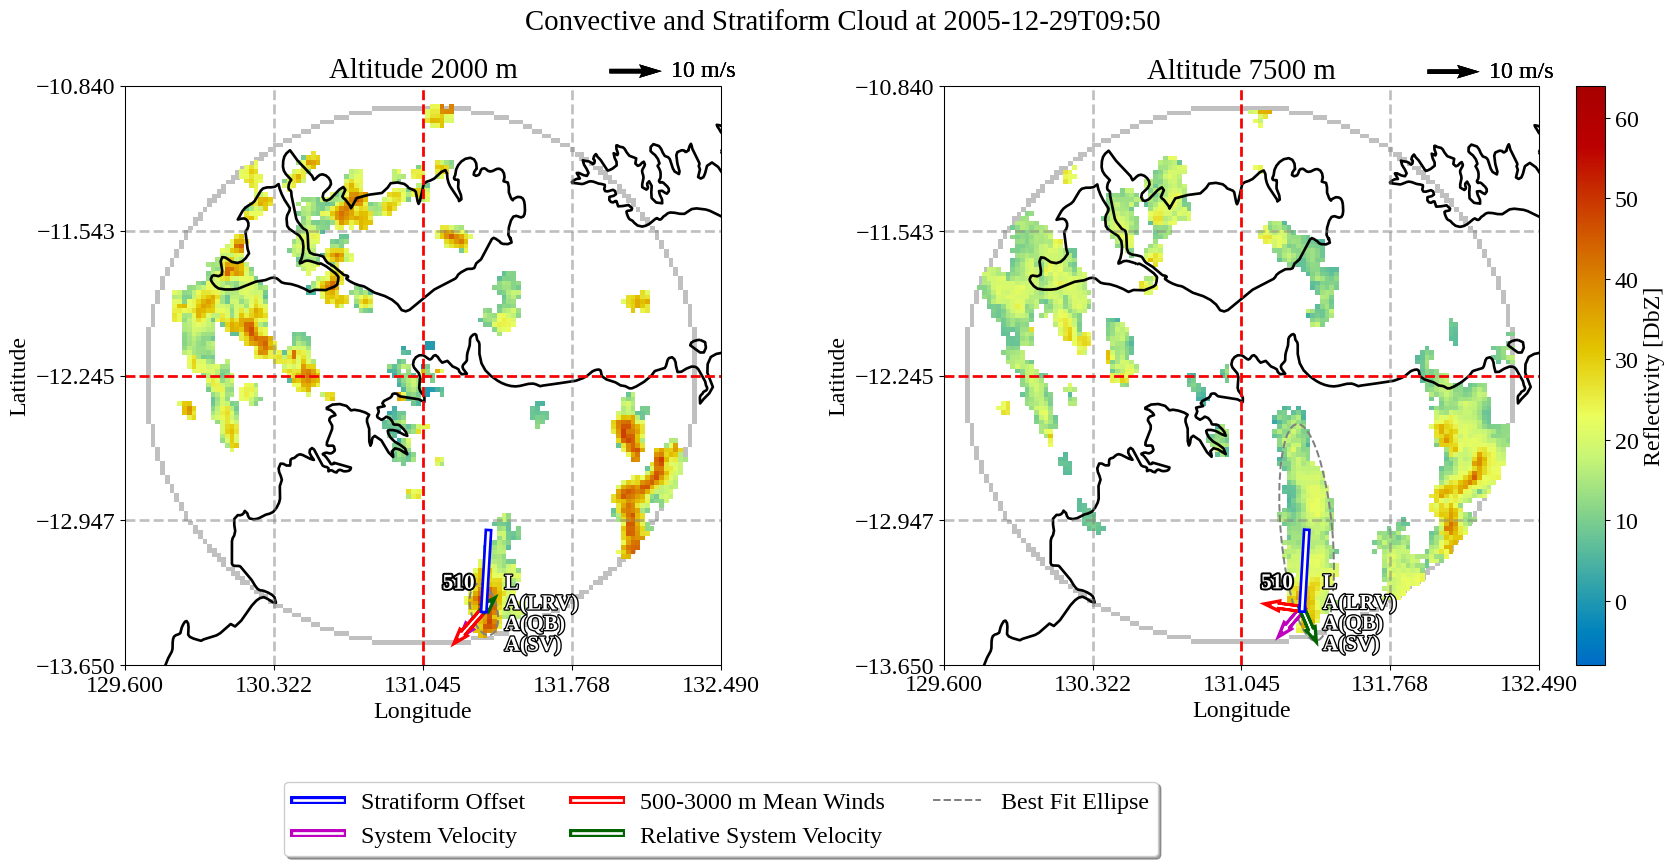 Convective and Stratiform Cloud at 2005-12-29T09:50
Altitude 2000 m
10 m/s
−10.840
−11.543
−12.245
−12.947
−13.650
Latitude
510
L
A(LRV)
A(QB)
A(SV)
129.600
130.322
131.045
131.768
132.490
Longitude
Altitude 7500 m
10 m/s
−10.840
−11.543
−12.245
−12.947
−13.650
Latitude
510
L
A(LRV)
A(QB)
A(SV)
129.600
130.322
131.045
131.768
132.490
Longitude
60
50
40
30
20
10
0
Reflectivity [DbZ]
Stratiform Offset
System Velocity
500-3000 m Mean Winds
Relative System Velocity
Best Fit Ellipse